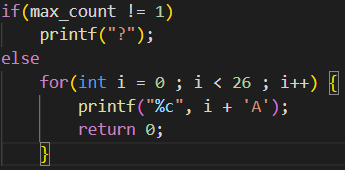 if(max_count != 1)
    printf("?");
else
    for(int i = 0 ; i < 26 ; i++) {
        printf("%c", i + 'A');
        return 0;
    }